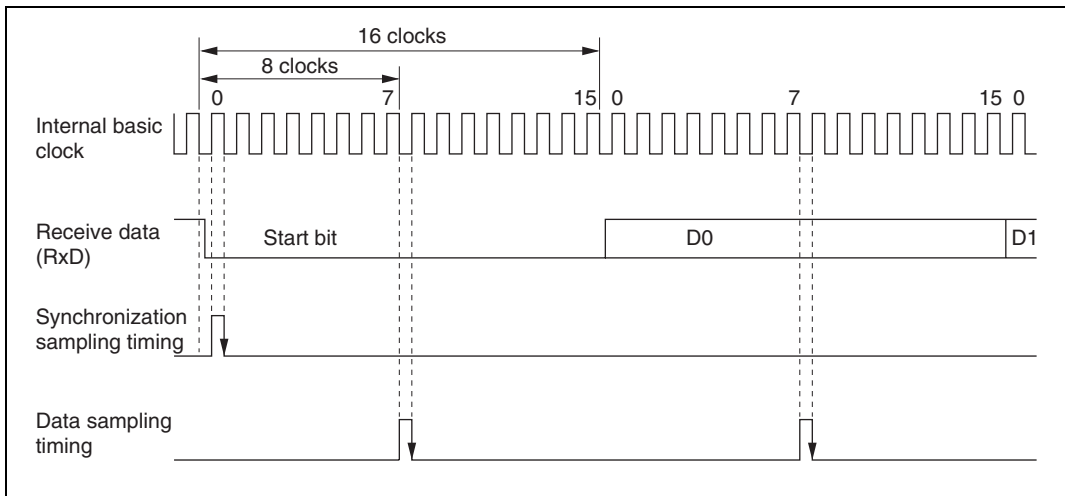 16 clocks
8 clocks
0 7 15 0 7 15 0
Internal basic
clock
Receive data
(RxD)
Start bit D0 D1
Synchronization
sampling timing
Data sampling
timing